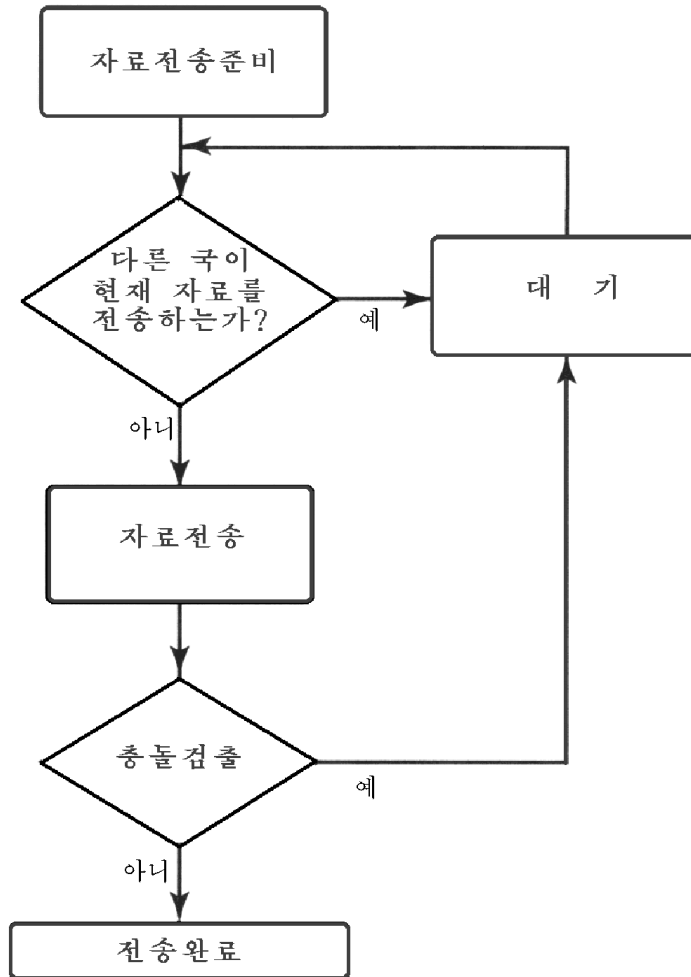 자료전송준비
다른 국이
현재 자료를
전송하는가?
예
대 기
아니
자료전송
충돌검출
예
아니
전송완료